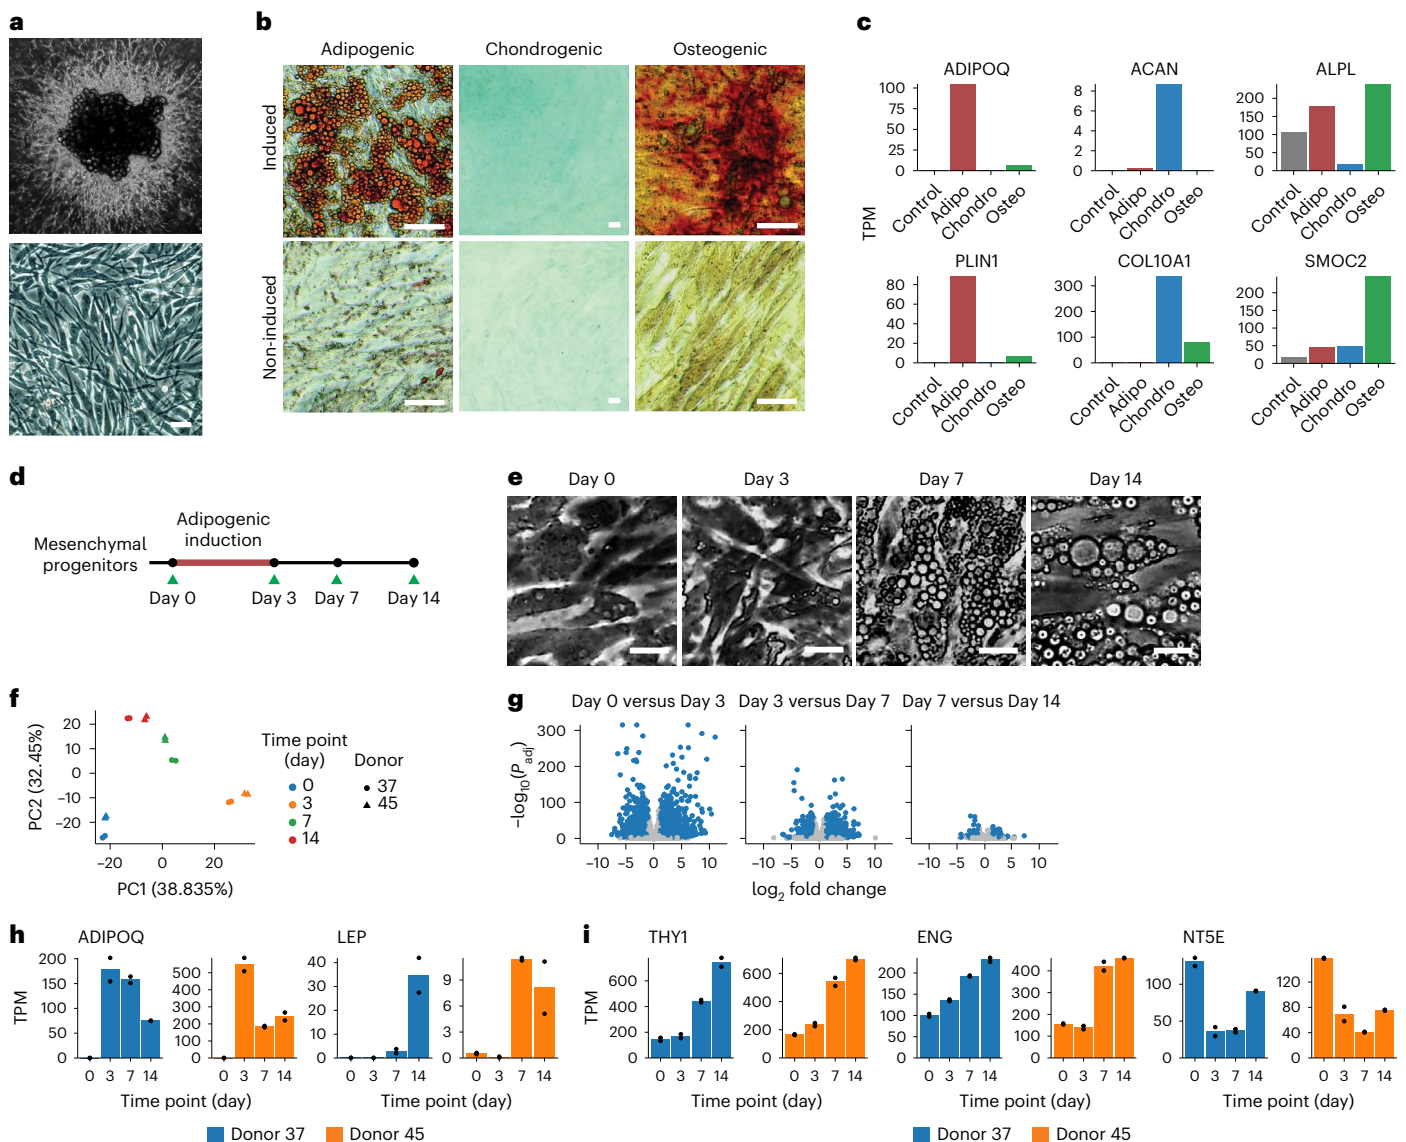 a
b
Adipogenic
Chondrogenic
Osteogenic
Induced
Non-induced
c
TPM
ADIPOQ
100
75
50
25
0
Control
Adipo
Chondro
Osteo
ACAN
8
6
4
2
0
Control
Adipo
Chondro
Osteo
ALPL
200
150
100
50
0
Control
Adipo
Chondro
Osteo
PLIN1
80
60
40
20
0
Control
Adipo
Chondro
Osteo
COL10A1
300
200
100
0
Control
Adipo
Chondro
Osteo
SMOC2
200
150
100
50
0
Control
Adipo
Chondro
Osteo
d
Mesenchymal
progenitors
Adipogenic
induction
Day 0
Day 3
Day 7
Day 14
e
Day 0
Day 3
Day 7
Day 14
f
PC2 (32.45%)
20
10
0
−10
−20
−20
0
20
PC1 (38.835%)
Time point
(day)
0
3
7
14
Donor
37
45
g
Day 0 versus Day 3
Day 3 versus Day 7
Day 7 versus Day 14
−log10(Padj)
300
200
100
0
−10
−5
0
5
10
−10
−5
0
5
10
−10
−5
0
5
10
log2 fold change
h
ADIPOQ
TPM
200
150
100
50
0
0
3
7
14
500
400
300
200
100
0
0
3
7
14
Time point (day)
LEP
40
30
20
10
0
0
3
7
14
9
6
3
0
0
3
7
14
Time point (day)
Donor 37
Donor 45
i
THY1
TPM
600
400
200
0
0
3
7
14
600
400
200
0
0
3
7
14
Time point (day)
ENG
200
150
100
50
0
0
3
7
14
400
300
200
100
0
0
3
7
14
Time point (day)
NT5E
100
50
0
0
3
7
14
120
80
40
0
0
3
7
14
Time point (day)
Donor 37
Donor 45